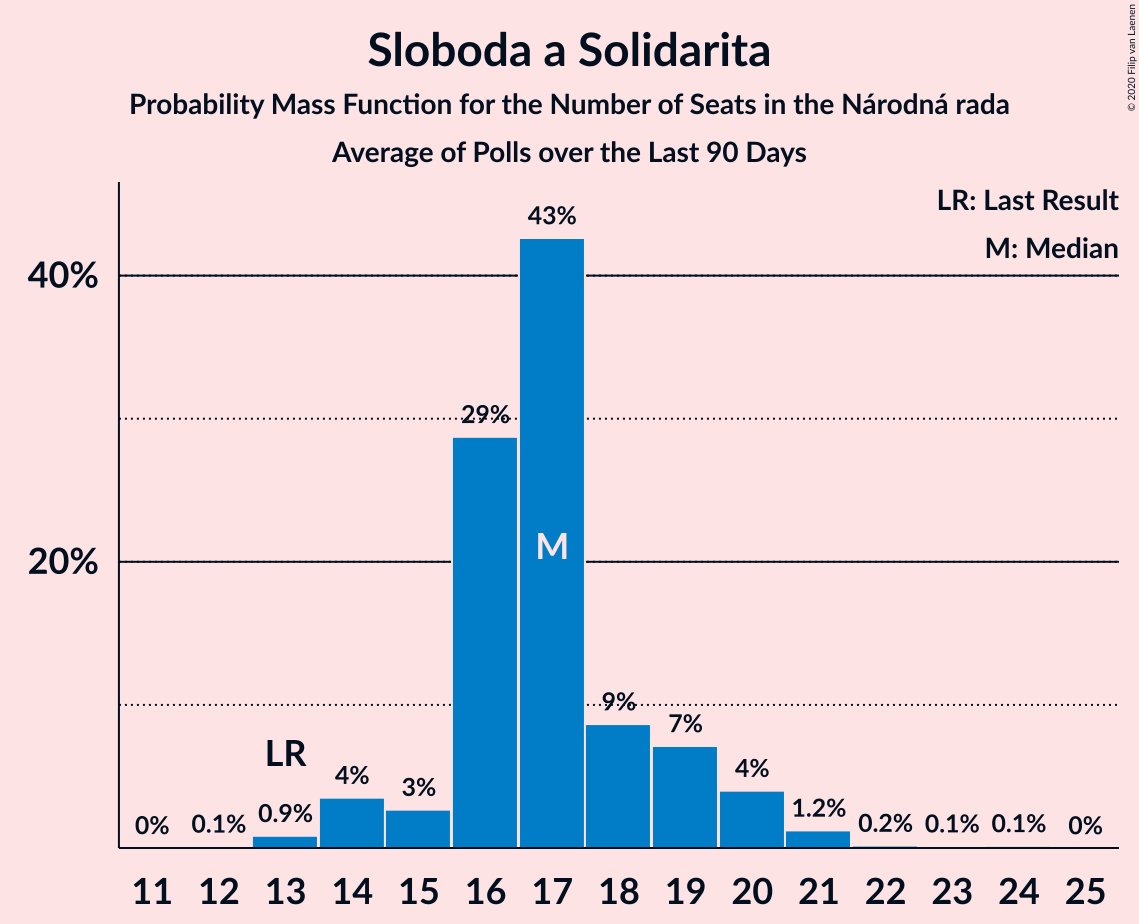 Sloboda a Solidarita
Probability Mass Function for the Number of Seats in the Národná rada
Average of Polls over the Last 90 Days
© 2020 Filip van Laenen
LR: Last Result
M: Median
40%
20%
0%
0.1%
0.9%
LR
4%
3%
29%
43%
M
9%
7%
4%
1.2%
0.2%
0.1%
0.1%
0%
11 12 13 14 15 16 17 18 19 20 21 22 23 24 25